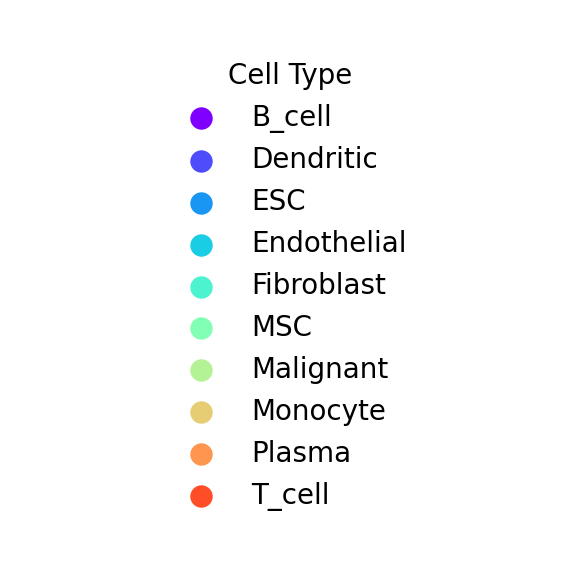 Cell Type
B_cell
Dendritic
ESC
Endothelial
Fibroblast
MSC
Malignant
Monocyte
Plasma
T_cell